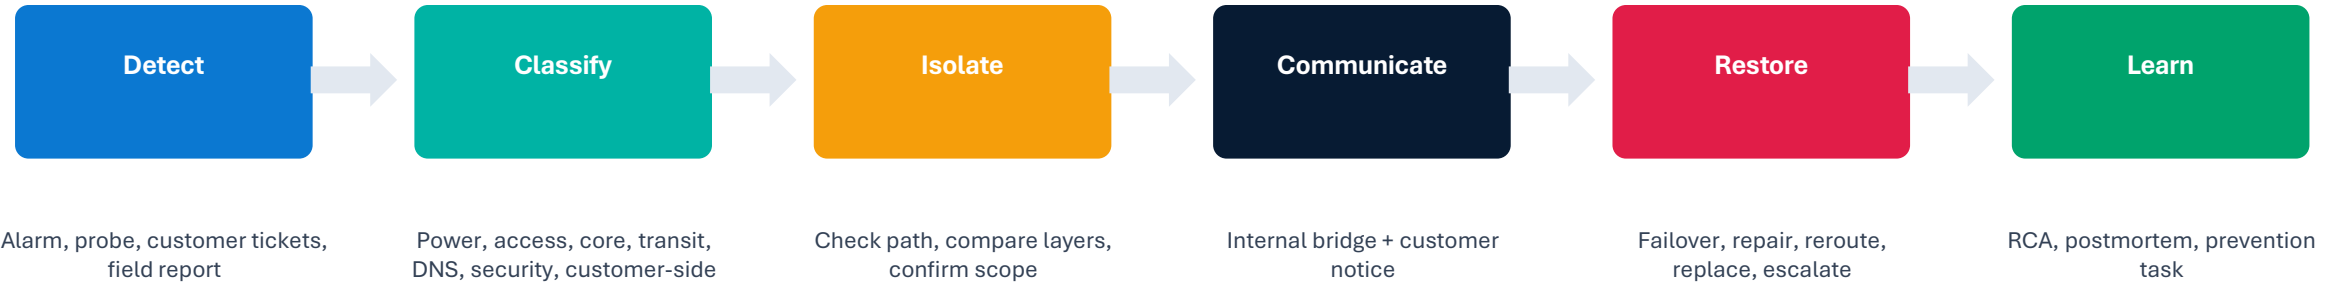 Detect
Classify
Isolate
Communicate
Restore
Learn
Alarm, probe, customer tickets,
field report
Power, access, core, transit,
DNS, security, customer-side
Check path, compare layers,
confirm scope
Internal bridge + customer
notice
Failover, repair, reroute,
replace, escalate
RCA, postmortem, prevention
task